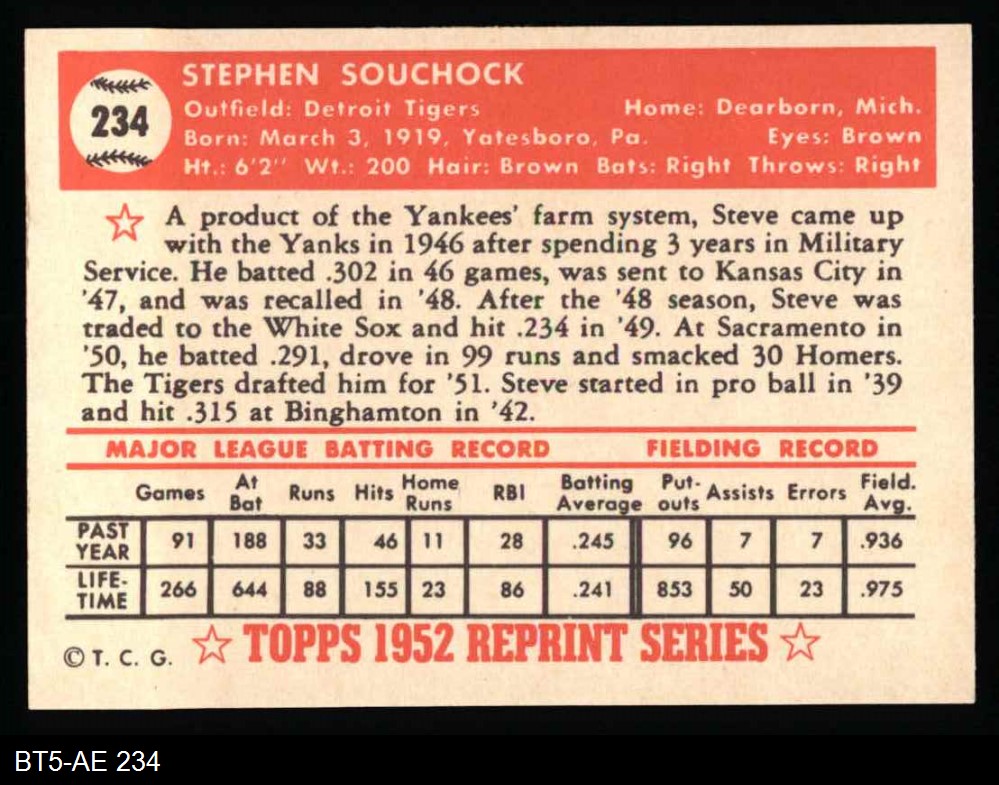 STEPHEN SOUCHOCK
234
Outfield: Detroit Tigers Home: Dearborn, Mich.
Born: March 3, 1919, Yatesboro, Pa. Eyes: Brown
Ht.: 6'2" Wt.: 200 Hair: Brown Bats: Right Throws: Right
A product of the Yankees' farm system, Steve came up
with the Yanks in 1946 after spending 3 years in Military
Service. He batted .302 in 46 games, was sent to Kansas City in
'47, and was recalled in '48. After the '48 season, Steve was
traded to the White Sox and hit .234 in '49. At Sacramento in
'50, he batted .291, drove in 99 runs and smacked 30 Homers.
The Tigers drafted him for '51. Steve started in pro ball in '39
and hit .315 at Binghamton in '42.
MAJOR LEAGUE BATTING RECORD FIELDING RECORD
Games At Bat Runs Hits Home Runs RBI Batting Average Put-outs Assists Errors Field. Avg.
PAST YEAR 91 188 33 46 11 28 .245 96 7 7 .936
LIFE-TIME 266 644 88 155 23 86 .241 853 50 23 .975
© T. C. G. TOPPS 1952 REPRINT SERIES
BT5-AE 234